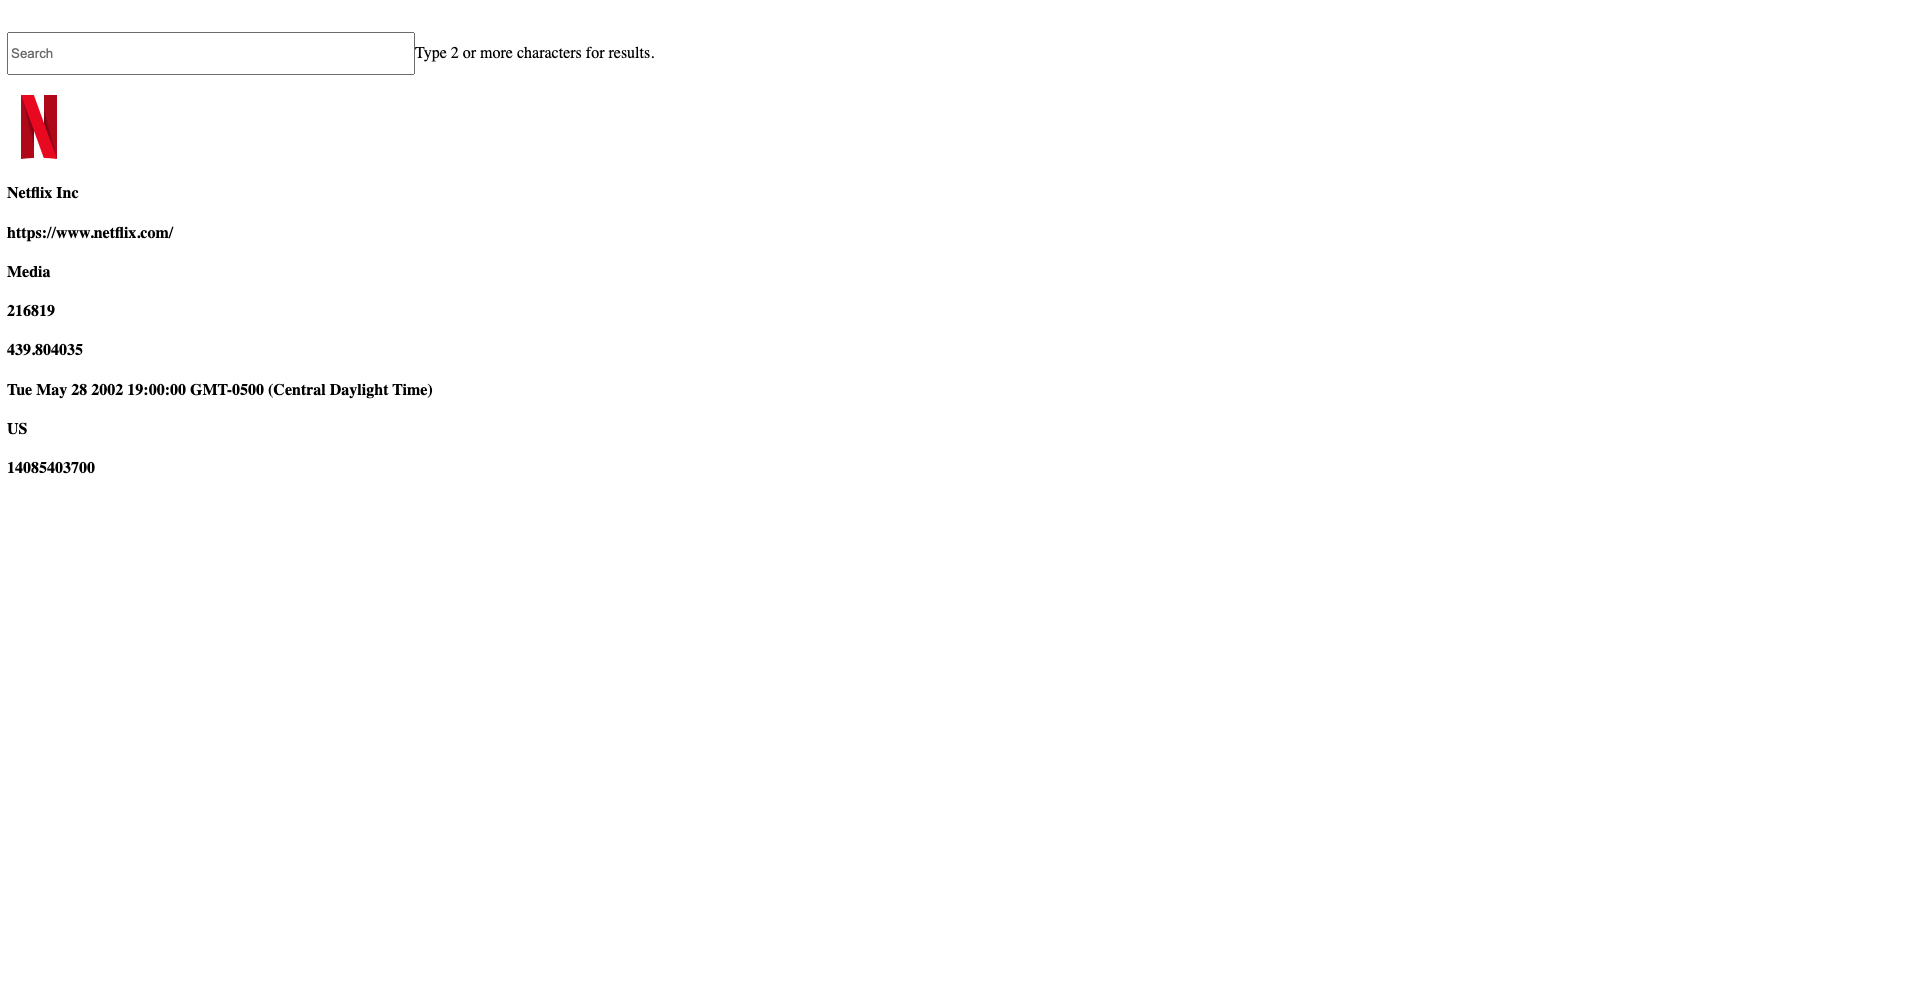 Search
Type 2 or more characters for results.
N
Netflix Inc
https://www.netflix.com/
Media
216819
439.804035
Tue May 28 2002 19:00:00 GMT-0500 (Central Daylight Time)
US
14085403700